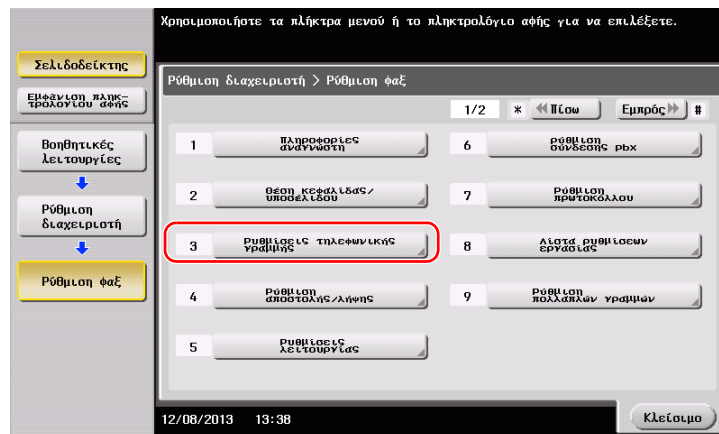 Χρησιμοποιήστε τα πλήκτρα μενού ή το πληκτρολόγιο αφής για να επιλέξετε.
Σελιδοδείκτης
Εμφάνιση πληκ-
τρολογίου αφής
Βοηθητικές
λειτουργίες
Ρύθμιση
διαχειριστή
Ρύθμιση φαξ
Ρύθμιση διαχειριστή > Ρύθμιση φαξ
1/2 * Πίσω Εμπρός #
1 Πληροφορίες
αναγνώστη
2 Θέση κεφαλίδας/
υποσέλιδου
3 Ρυθμίσεις τηλεφωνικής
γραμμής
4 Ρύθμιση
αποστολής/λήψης
5 Ρυθμίσεις
λειτουργίας
6 Ρύθμιση
σύνδεσης pbx
7 Ρύθμιση
πρωτοκόλλου
8 Λίστα ρυθμίσεων
εργασίας
9 Ρύθμιση
πολλαπλών γραμμών
12/08/2013 13:38
Κλείσιμο